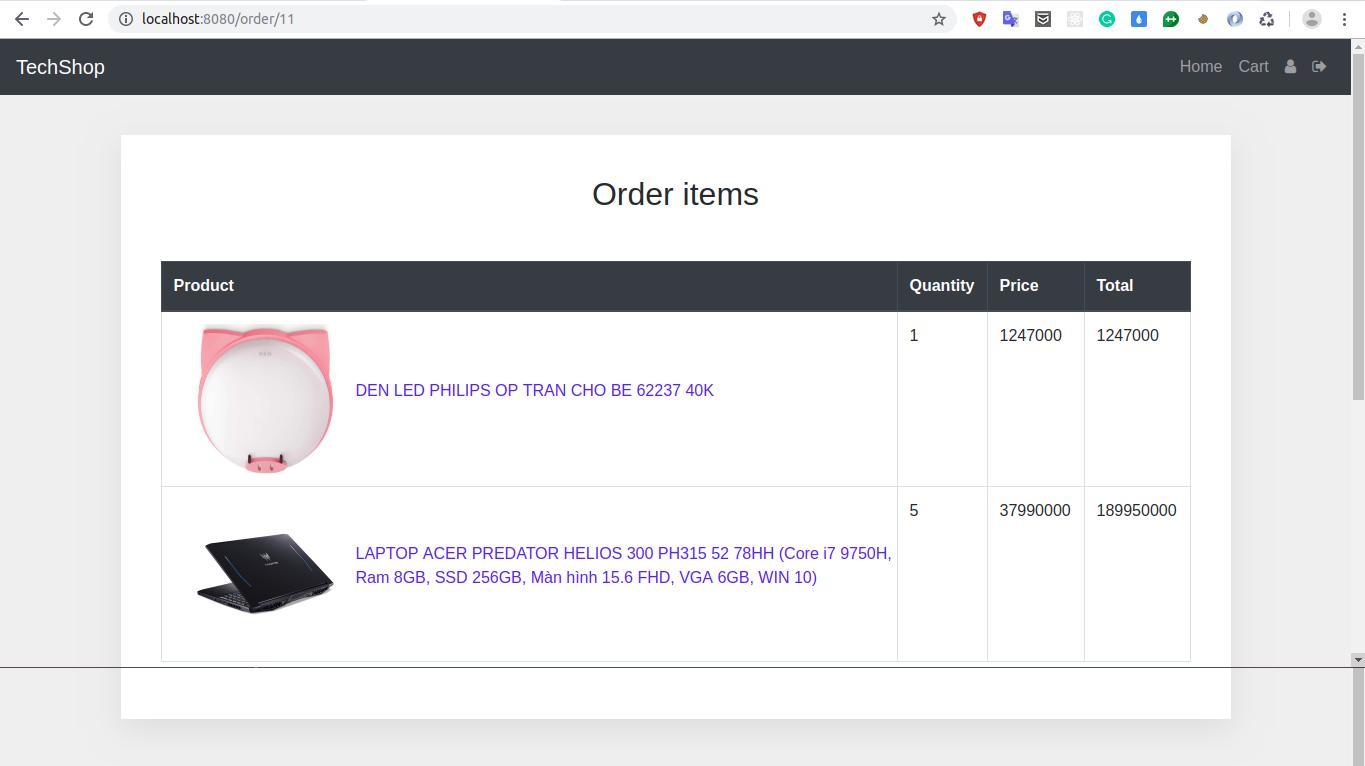 localhost:8080/order/11
TechShop
Home Cart
Order items
Product Quantity Price Total
DEN LED PHILIPS OP TRAN CHO BE 62237 40K
1 1247000 1247000
LAPTOP ACER PREDATOR HELIOS 300 PH315 52 78HH (Core i7 9750H,
Ram 8GB, SSD 256GB, Màn hình 15.6 FHD, VGA 6GB, WIN 10)
5 37990000 189950000